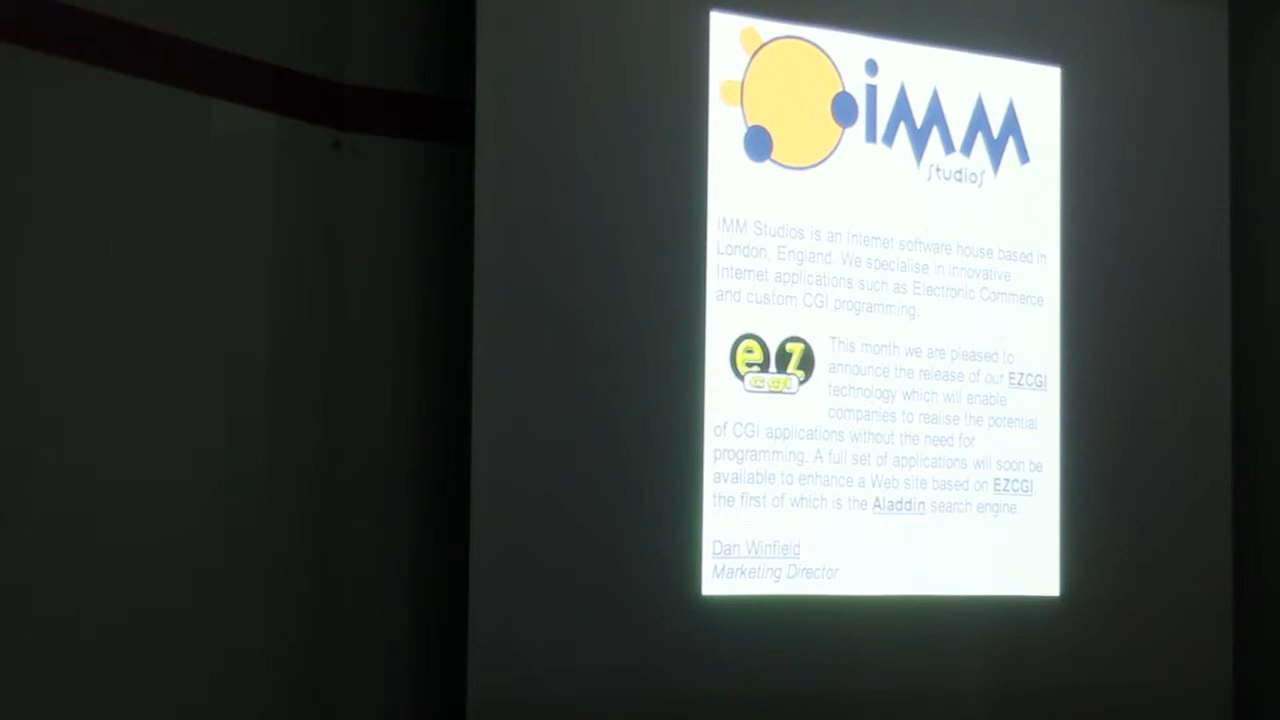 imm
studios
IMM Studios is an Internet software house based in
London, England. We specialise in innovative
Internet applications such as Electronic Commerce
and custom CGI programming.
ez
cgi
This month we are pleased to
announce the release of our EZCGI
technology which will enable
companies to realise the potential
of CGI applications without the need for
programming. A full set of applications will soon be
available to enhance a Web site based on EZCGI,
the first of which is the Aladdin search engine.
Dan Winfield
Marketing Director